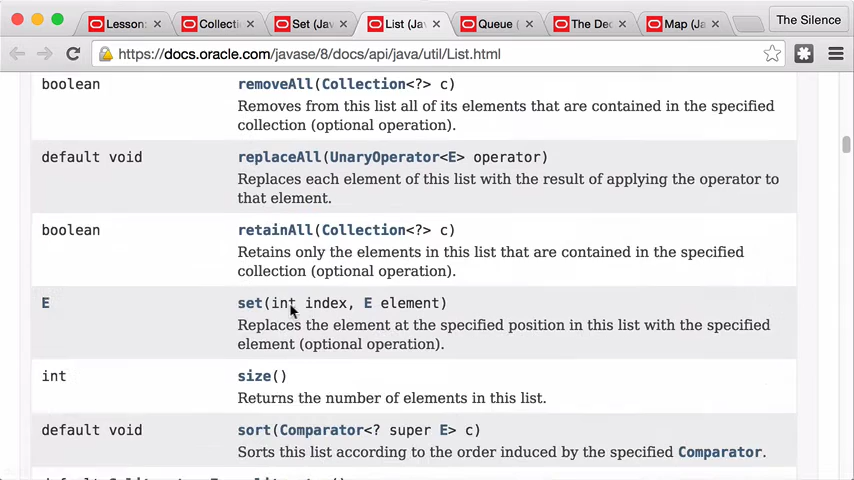 Lesson: Collecti Set (Jav List (Jav Queue ( The Dec Map (Ja The Silence
https://docs.oracle.com/javase/8/docs/api/java/util/List.html
boolean removeAll(Collection<?> c)
Removes from this list all of its elements that are contained in the specified
collection (optional operation).
default void replaceAll(UnaryOperator<E> operator)
Replaces each element of this list with the result of applying the operator to
that element.
boolean retainAll(Collection<?> c)
Retains only the elements in this list that are contained in the specified
collection (optional operation).
E set(int index, E element)
Replaces the element at the specified position in this list with the specified
element (optional operation).
int size()
Returns the number of elements in this list.
default void sort(Comparator<? super E> c)
Sorts this list according to the order induced by the specified Comparator.